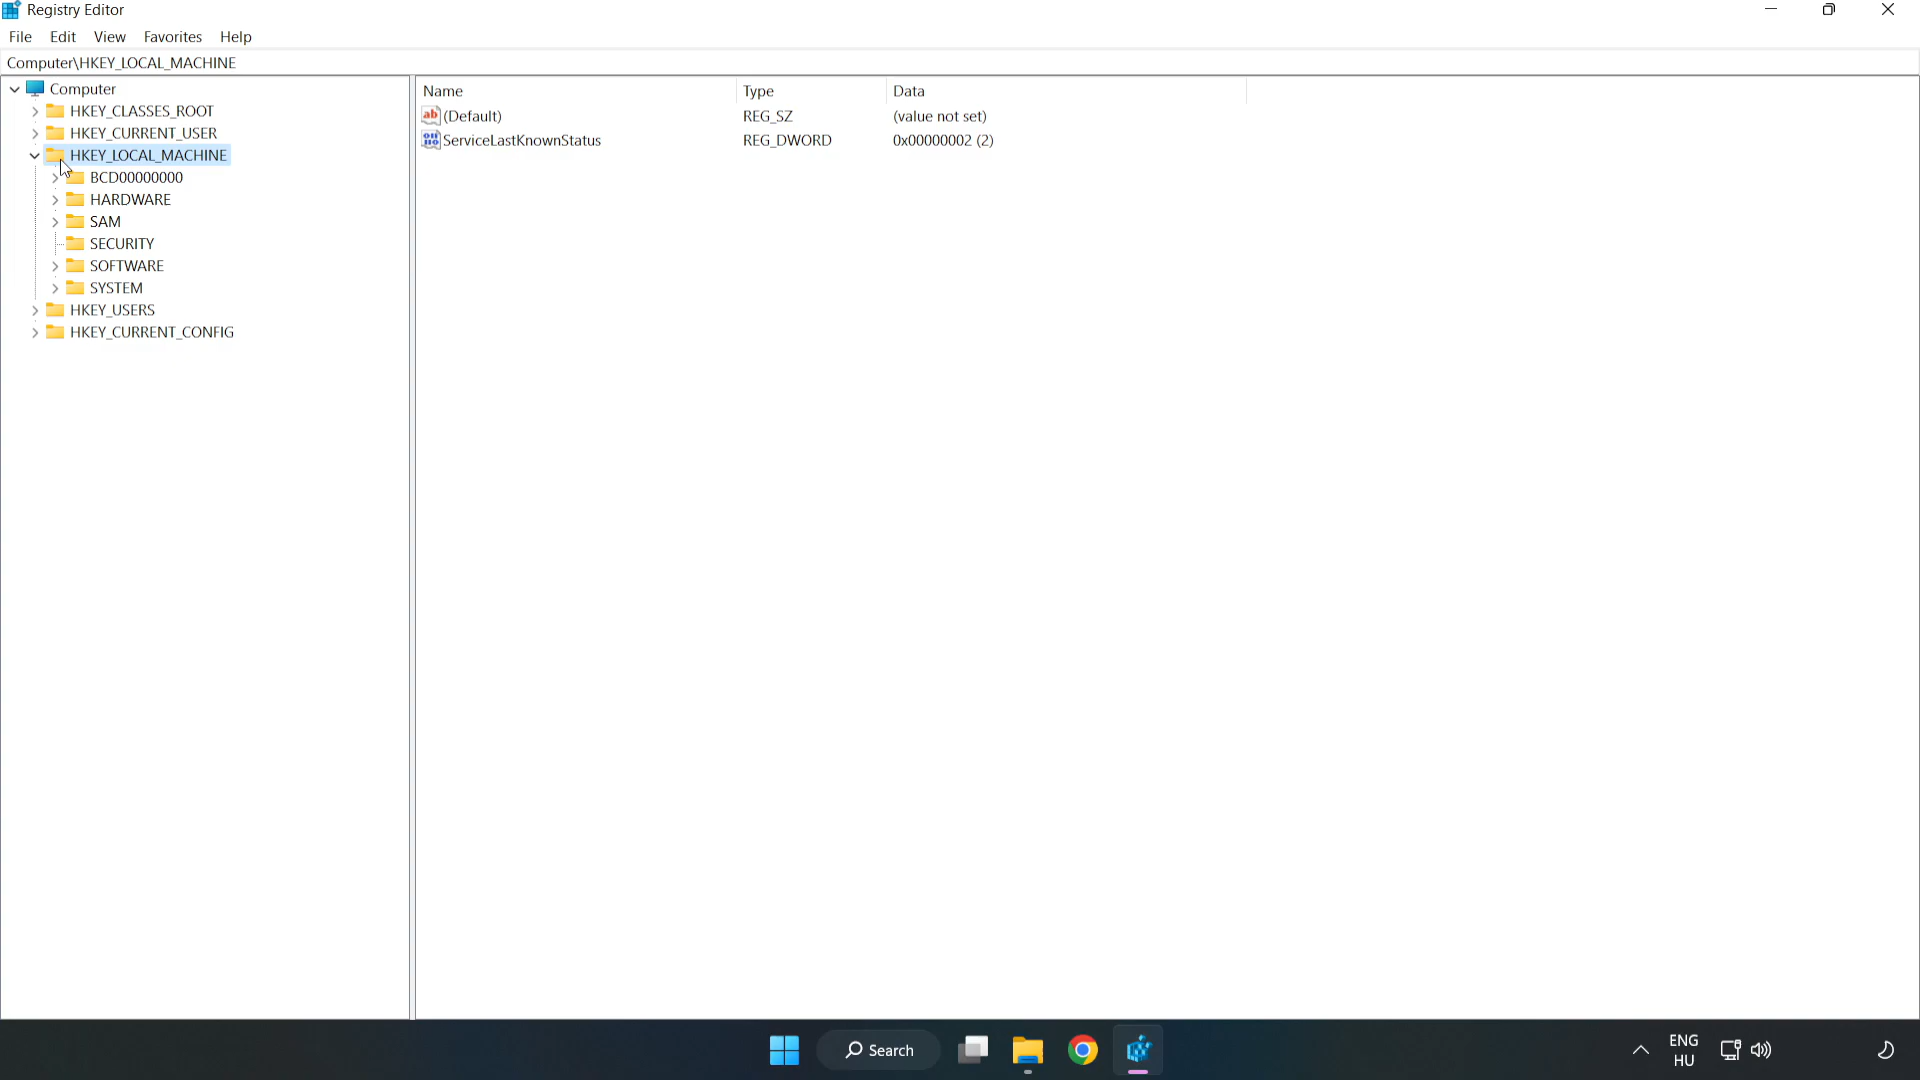 Registry Editor
File Edit View Favorites Help
Computer\HKEY_LOCAL_MACHINE
Computer
HKEY_CLASSES_ROOT
HKEY_CURRENT_USER
HKEY_LOCAL_MACHINE
BCD00000000
HARDWARE
SAM
SECURITY
SOFTWARE
SYSTEM
HKEY_USERS
HKEY_CURRENT_CONFIG
Name Type Data
(Default) REG_SZ (value not set)
ServiceLastKnownStatus REG_DWORD 0x00000002 (2)
Search
ENG
HU